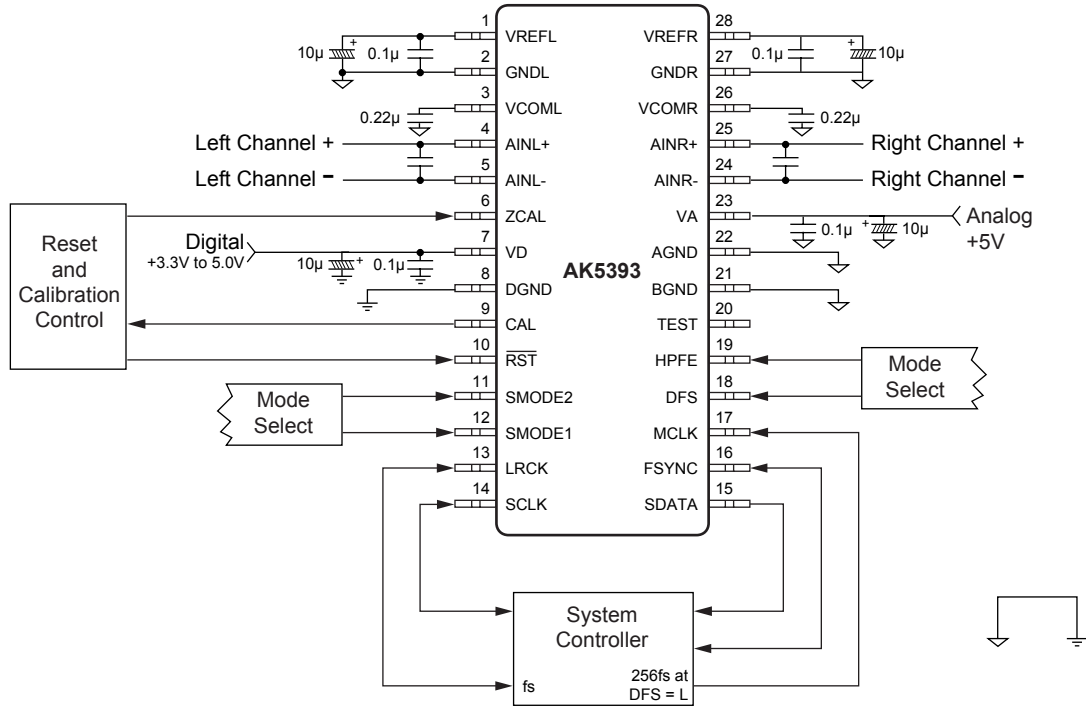 1
VREFL
10µ
+
0.1µ
2
GNDL
3
VCOML
0.22µ
Left Channel +
4
AINL+
Left Channel -
5
AINL-
6
ZCAL
Reset
and
Calibration
Control
Digital
+3.3V to 5.0V
10µ
+
0.1µ
7
VD
8
DGND
9
CAL
10
RST
Mode
Select
11
SMODE2
12
SMODE1
13
LRCK
14
SCLK
AK5393
28
VREFR
0.1µ
+
10µ
27
GNDR
26
VCOMR
0.22µ
25
AINR+
Right Channel +
24
AINR-
Right Channel -
23
VA
0.1µ
+
10µ
Analog
+5V
22
AGND
21
BGND
20
TEST
19
HPFE
18
DFS
Mode
Select
17
MCLK
16
FSYNC
15
SDATA
System
Controller
fs
256fs at
DFS = L